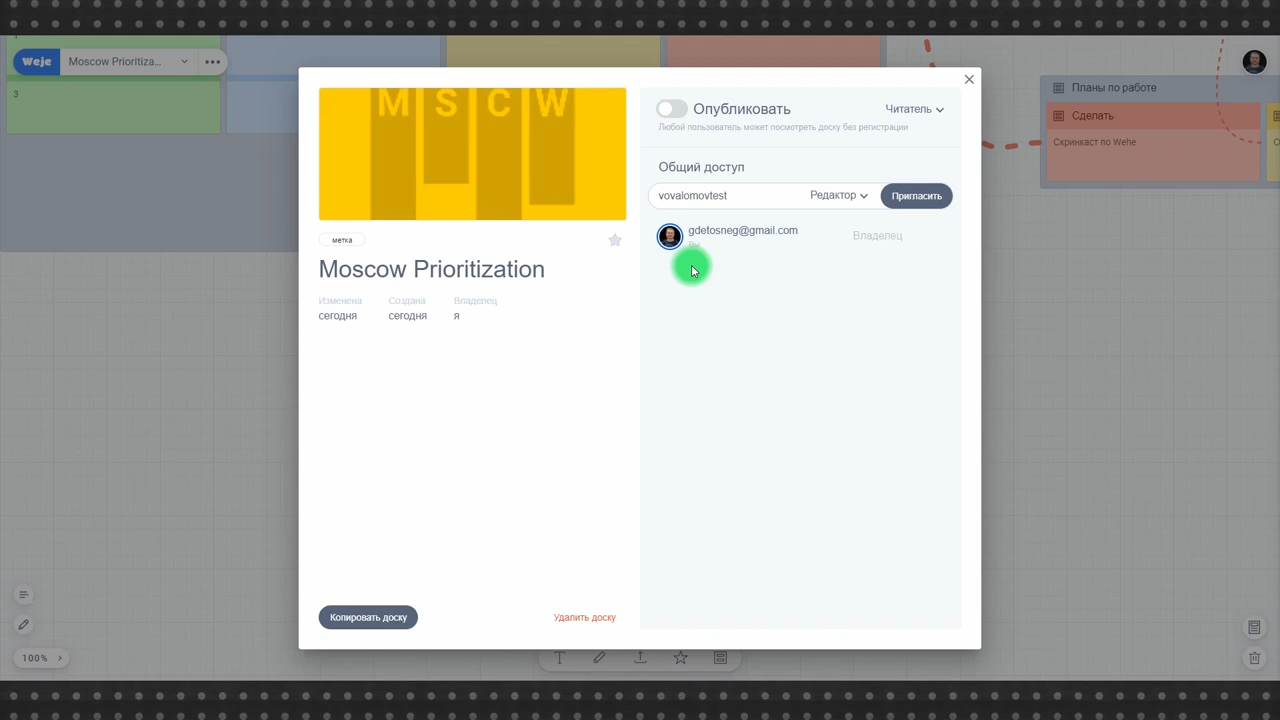 1
Weje
Moscow Prioritiza...
3
Планы по работе
Сделать
Скринкаст по Wehe
M S C W
метка
Moscow Prioritization
Изменена
Создана
Владелец
сегодня
сегодня
я
Копировать доску
Удалить доску
Опубликовать
Читатель
Любой пользователь может посмотреть доску без регистрации
Общий доступ
vovalomovtest
Редактор
Пригласить
gdetosneg@gmail.com
Владелец
Вы
100%